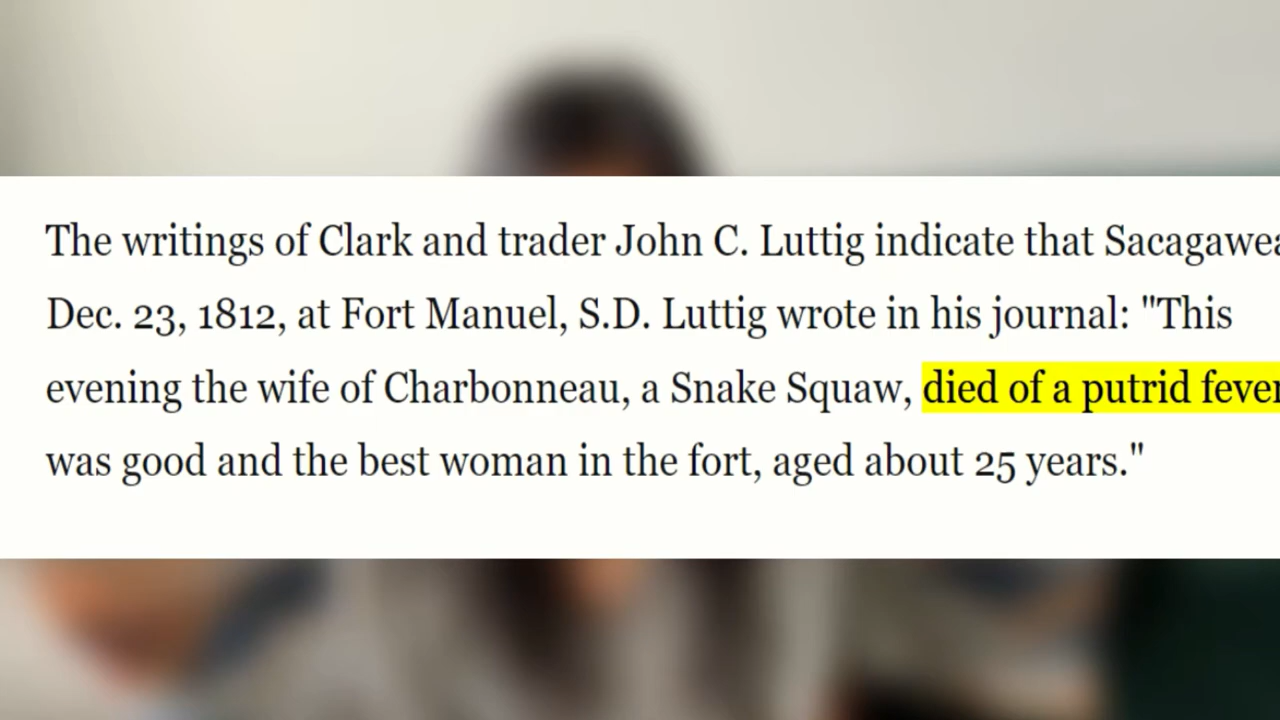 The writings of Clark and trader John C. Luttig indicate that Sacagawea
Dec. 23, 1812, at Fort Manuel, S.D. Luttig wrote in his journal: "This
evening the wife of Charbonneau, a Snake Squaw, died of a putrid fever
was good and the best woman in the fort, aged about 25 years."